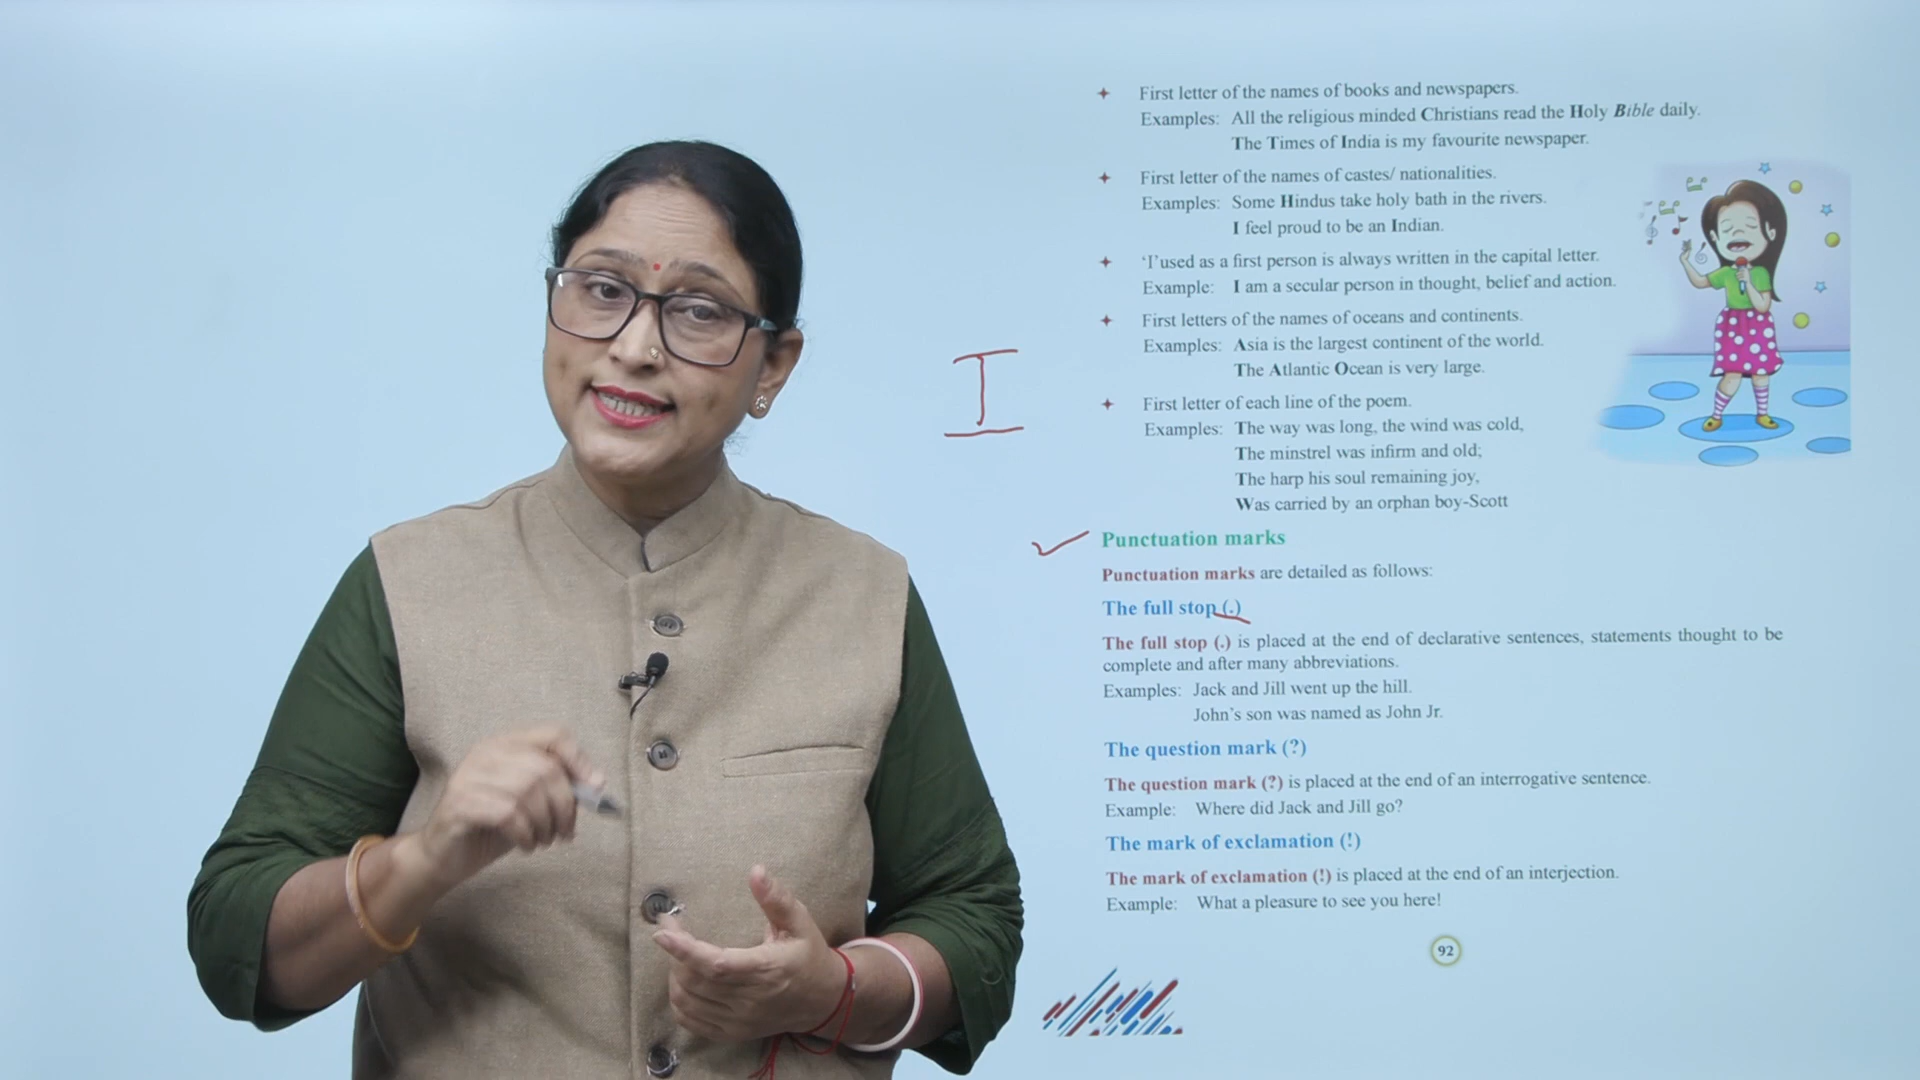 First letter of the names of books and newspapers.
Examples: All the religious minded Christians read the Holy Bible daily.
The Times of India is my favourite newspaper.
First letter of the names of castes/ nationalities.
Examples: Some Hindus take holy bath in the rivers.
I feel proud to be an Indian.
‘I’used as a first person is always written in the capital letter.
Example: I am a secular person in thought, belief and action.
First letters of the names of oceans and continents.
Examples: Asia is the largest continent of the world.
The Atlantic Ocean is very large.
I
First letter of each line of the poem.
Examples: The way was long, the wind was cold,
The minstrel was infirm and old;
The harp his soul remaining joy,
Was carried by an orphan boy-Scott
Punctuation marks
Punctuation marks are detailed as follows:
The full stop (.)
The full stop (.) is placed at the end of declarative sentences, statements thought to be
complete and after many abbreviations.
Examples: Jack and Jill went up the hill.
John’s son was named as John Jr.
The question mark (?)
The question mark (?) is placed at the end of an interrogative sentence.
Example: Where did Jack and Jill go?
The mark of exclamation (!)
The mark of exclamation (!) is placed at the end of an interjection.
Example: What a pleasure to see you here!
92